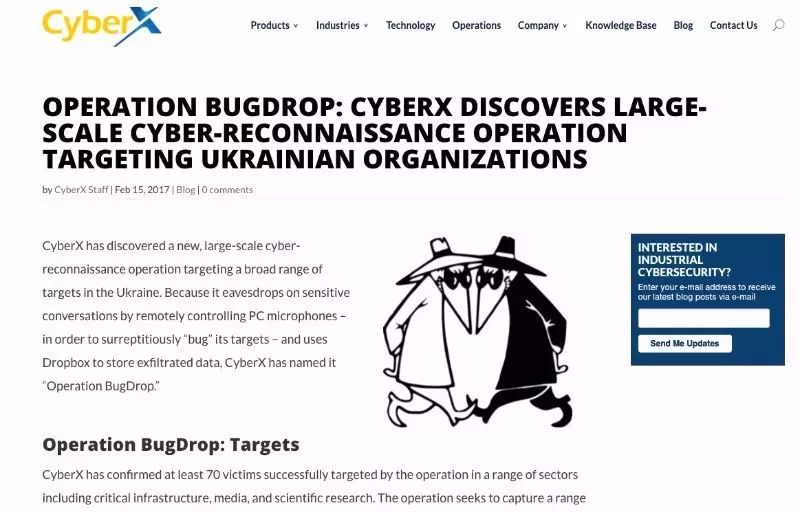 CyberX
Products
Industries
Technology
Operations
Company
Knowledge Base
Blog
Contact Us
OPERATION BUGDROP: CYBERX DISCOVERS LARGE-
SCALE CYBER-RECONNAISSANCE OPERATION
TARGETING UKRAINIAN ORGANIZATIONS
by CyberX Staff | Feb 15, 2017 | Blog | 0 comments
CyberX has discovered a new, large-scale cyber-
reconnaissance operation targeting a broad range of
targets in the Ukraine. Because it eavesdrops on sensitive
conversations by remotely controlling PC microphones –
in order to surreptitiously “bug” its targets – and uses
Dropbox to store exfiltrated data, CyberX has named it
“Operation BugDrop.”
INTERESTED IN
INDUSTRIAL
CYBERSECURITY?
Enter your e-mail address to receive
our latest blog posts via e-mail
Send Me Updates
Operation BugDrop: Targets
CyberX has confirmed at least 70 victims successfully targeted by the operation in a range of sectors
including critical infrastructure, media, and scientific research. The operation seeks to capture a range